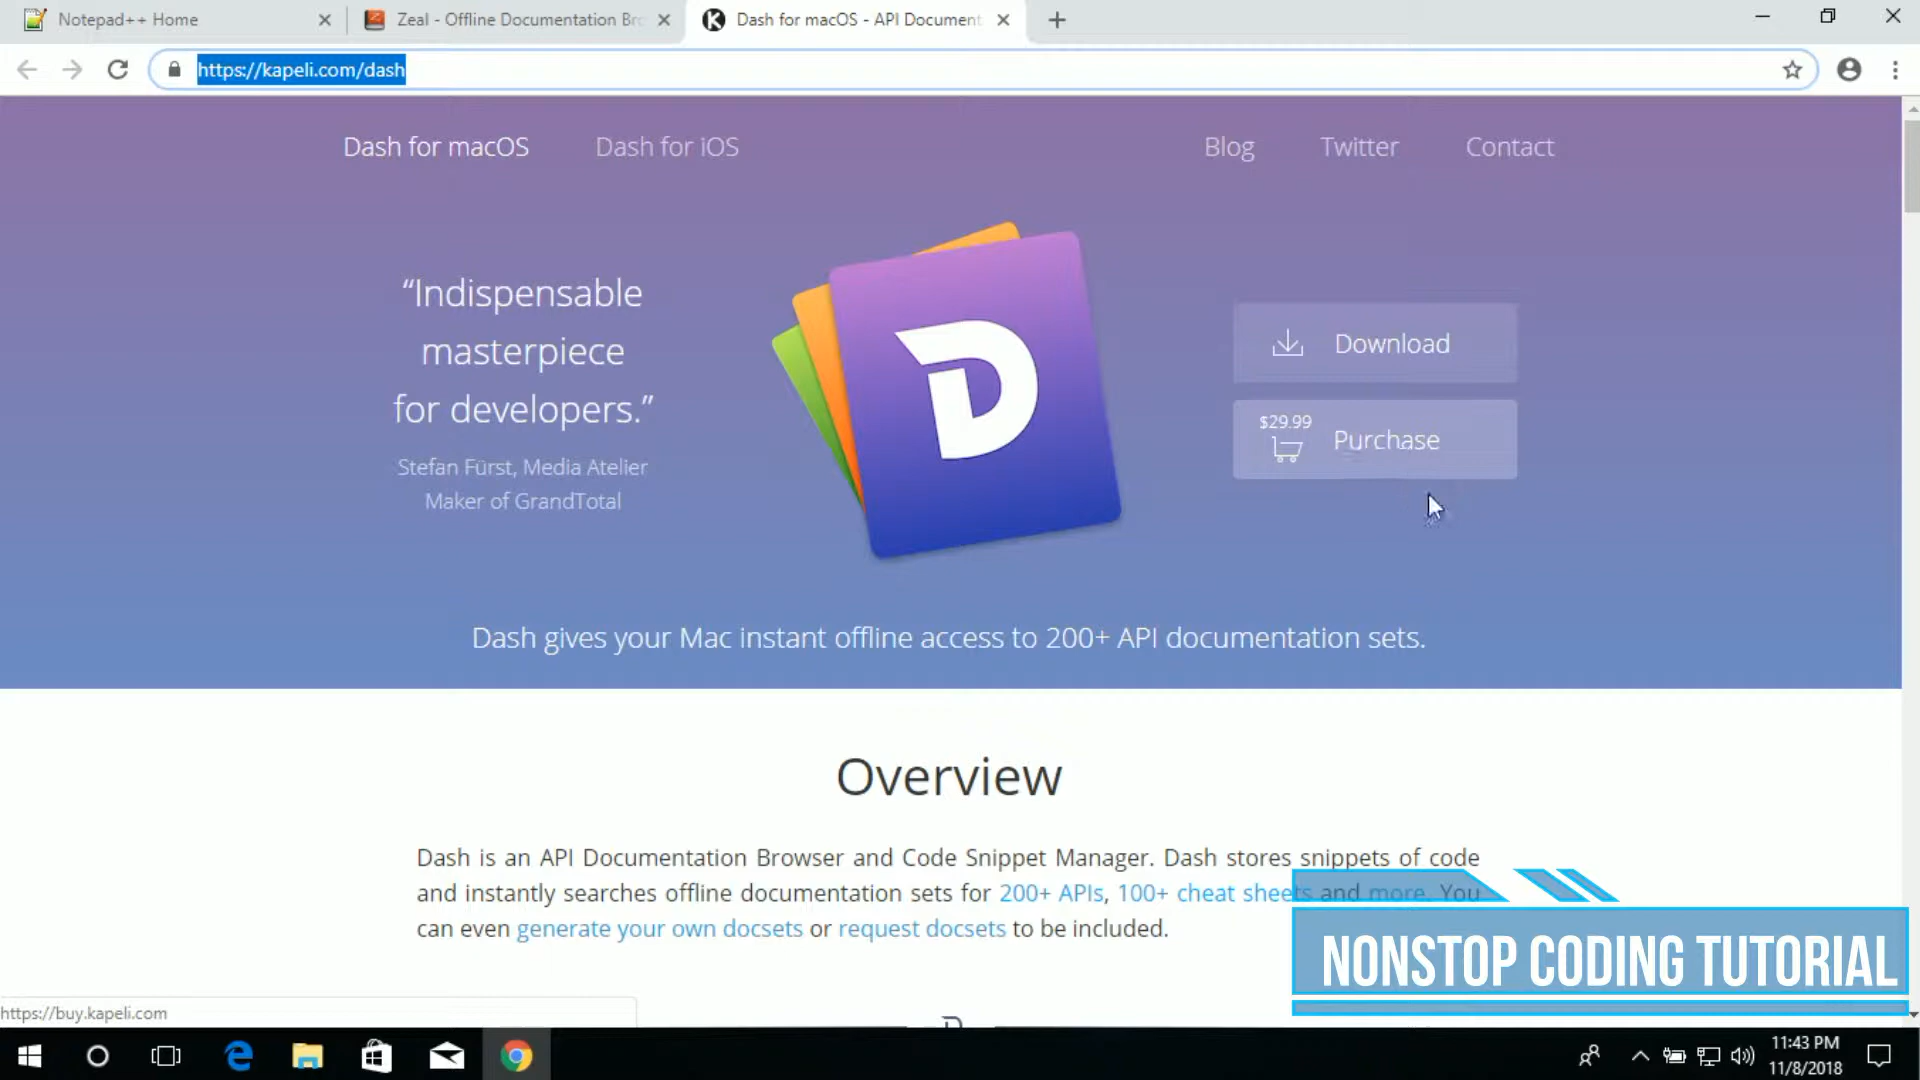 Notepad++ Home
Zeal - Offline Documentation Bro
Dash for macOS - API Document
https://kapeli.com/dash
Dash for macOS
Dash for iOS
Blog
Twitter
Contact
“Indispensable
masterpiece
for developers.”
Stefan Fürst, Media Atelier
Maker of GrandTotal
D
Download
$29.99
Purchase
Dash gives your Mac instant offline access to 200+ API documentation sets.
Overview
Dash is an API Documentation Browser and Code Snippet Manager. Dash stores snippets of code
and instantly searches offline documentation sets for 200+ APIs, 100+ cheat sheets and more. You
can even generate your own docsets or request docsets to be included.
NONSTOP CODING TUTORIAL
https://buy.kapeli.com
11:43 PM
11/8/2018